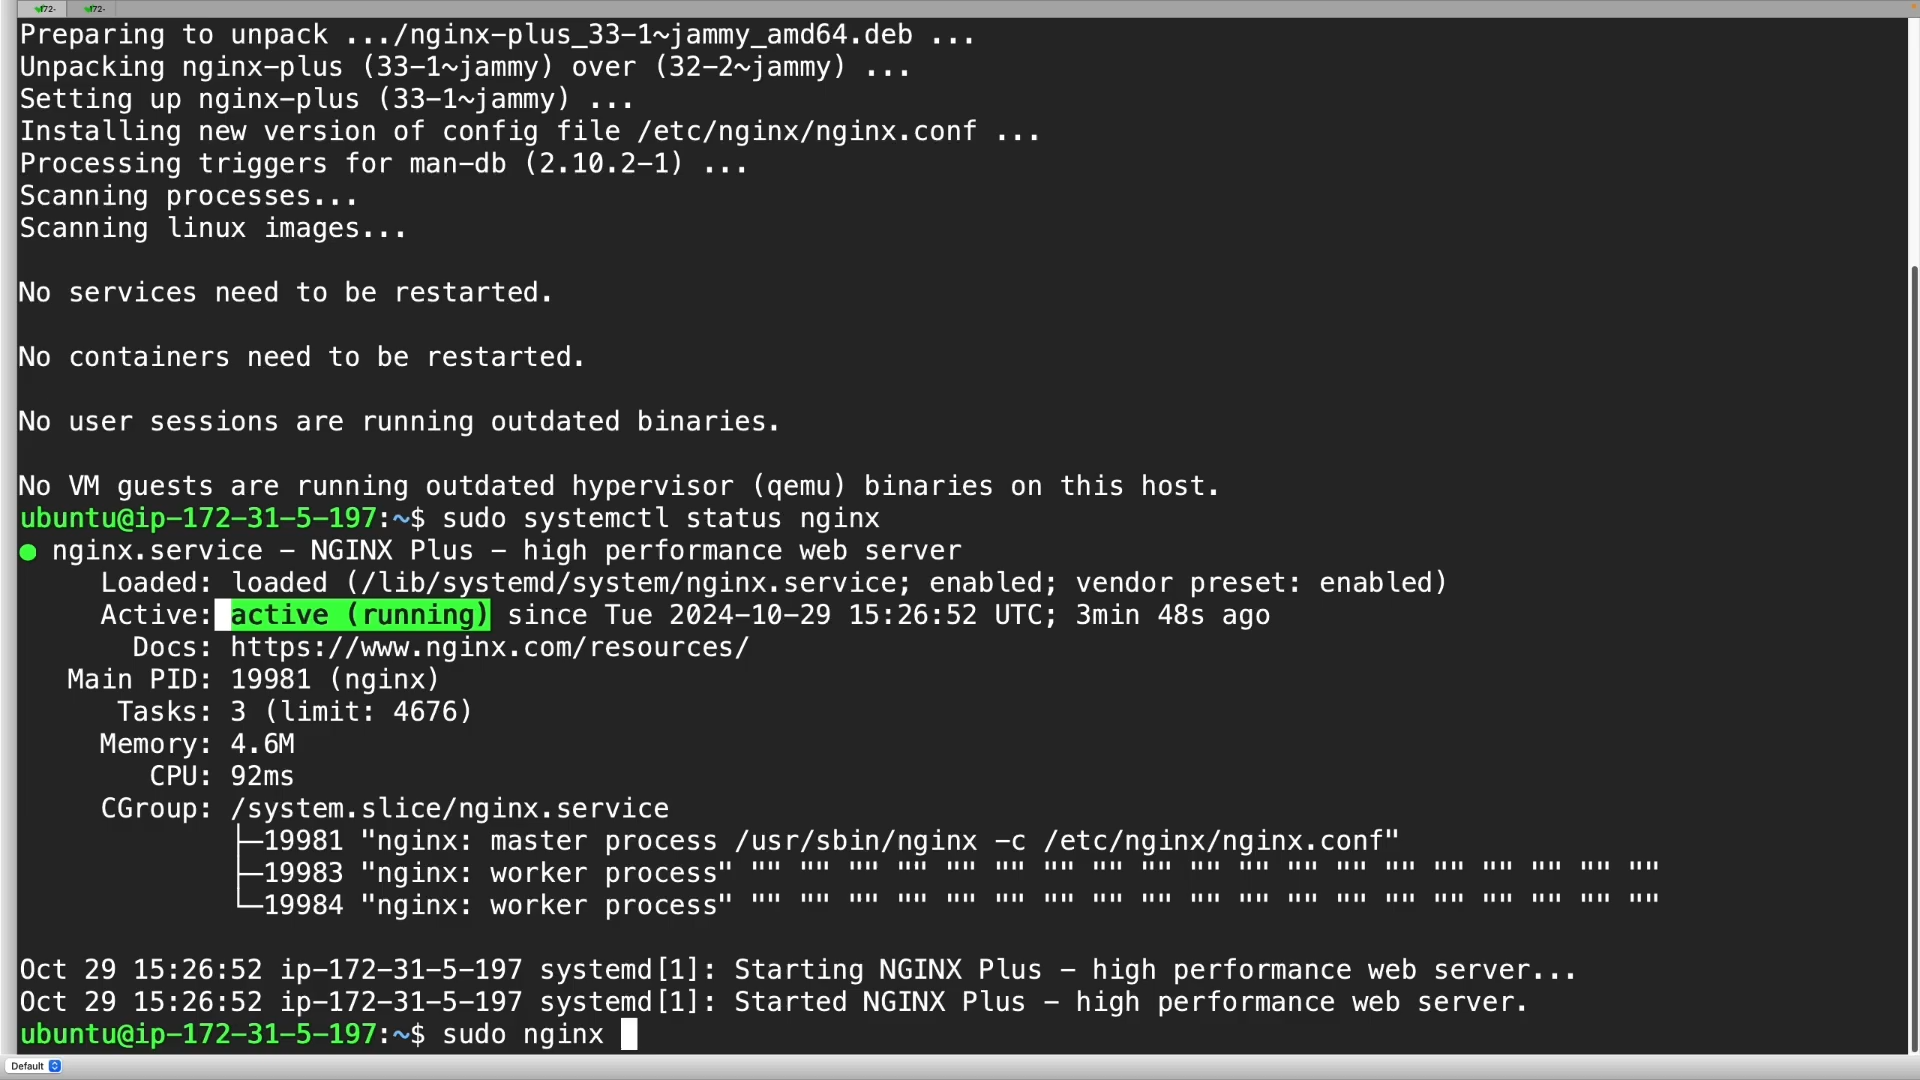 172-
172-
Preparing to unpack .../nginx-plus_33-1~jammy_amd64.deb ...
Unpacking nginx-plus (33-1~jammy) over (32-2~jammy) ...
Setting up nginx-plus (33-1~jammy) ...
Installing new version of config file /etc/nginx/nginx.conf ...
Processing triggers for man-db (2.10.2-1) ...
Scanning processes...
Scanning linux images...
No services need to be restarted.
No containers need to be restarted.
No user sessions are running outdated binaries.
No VM guests are running outdated hypervisor (qemu) binaries on this host.
ubuntu@ip-172-31-5-197:~$ sudo systemctl status nginx
● nginx.service - NGINX Plus - high performance web server
Loaded: loaded (/lib/systemd/system/nginx.service; enabled; vendor preset: enabled)
Active: active (running) since Tue 2024-10-29 15:26:52 UTC; 3min 48s ago
Docs: https://www.nginx.com/resources/
Main PID: 19981 (nginx)
Tasks: 3 (limit: 4676)
Memory: 4.6M
CPU: 92ms
CGroup: /system.slice/nginx.service
├─19981 "nginx: master process /usr/sbin/nginx -c /etc/nginx/nginx.conf"
├─19983 "nginx: worker process" "" "" "" "" "" "" "" "" "" "" "" "" "" "" "" "" "" "" ""
└─19984 "nginx: worker process" "" "" "" "" "" "" "" "" "" "" "" "" "" "" "" "" "" "" ""
Oct 29 15:26:52 ip-172-31-5-197 systemd[1]: Starting NGINX Plus - high performance web server...
Oct 29 15:26:52 ip-172-31-5-197 systemd[1]: Started NGINX Plus - high performance web server.
ubuntu@ip-172-31-5-197:~$ sudo nginx
Default